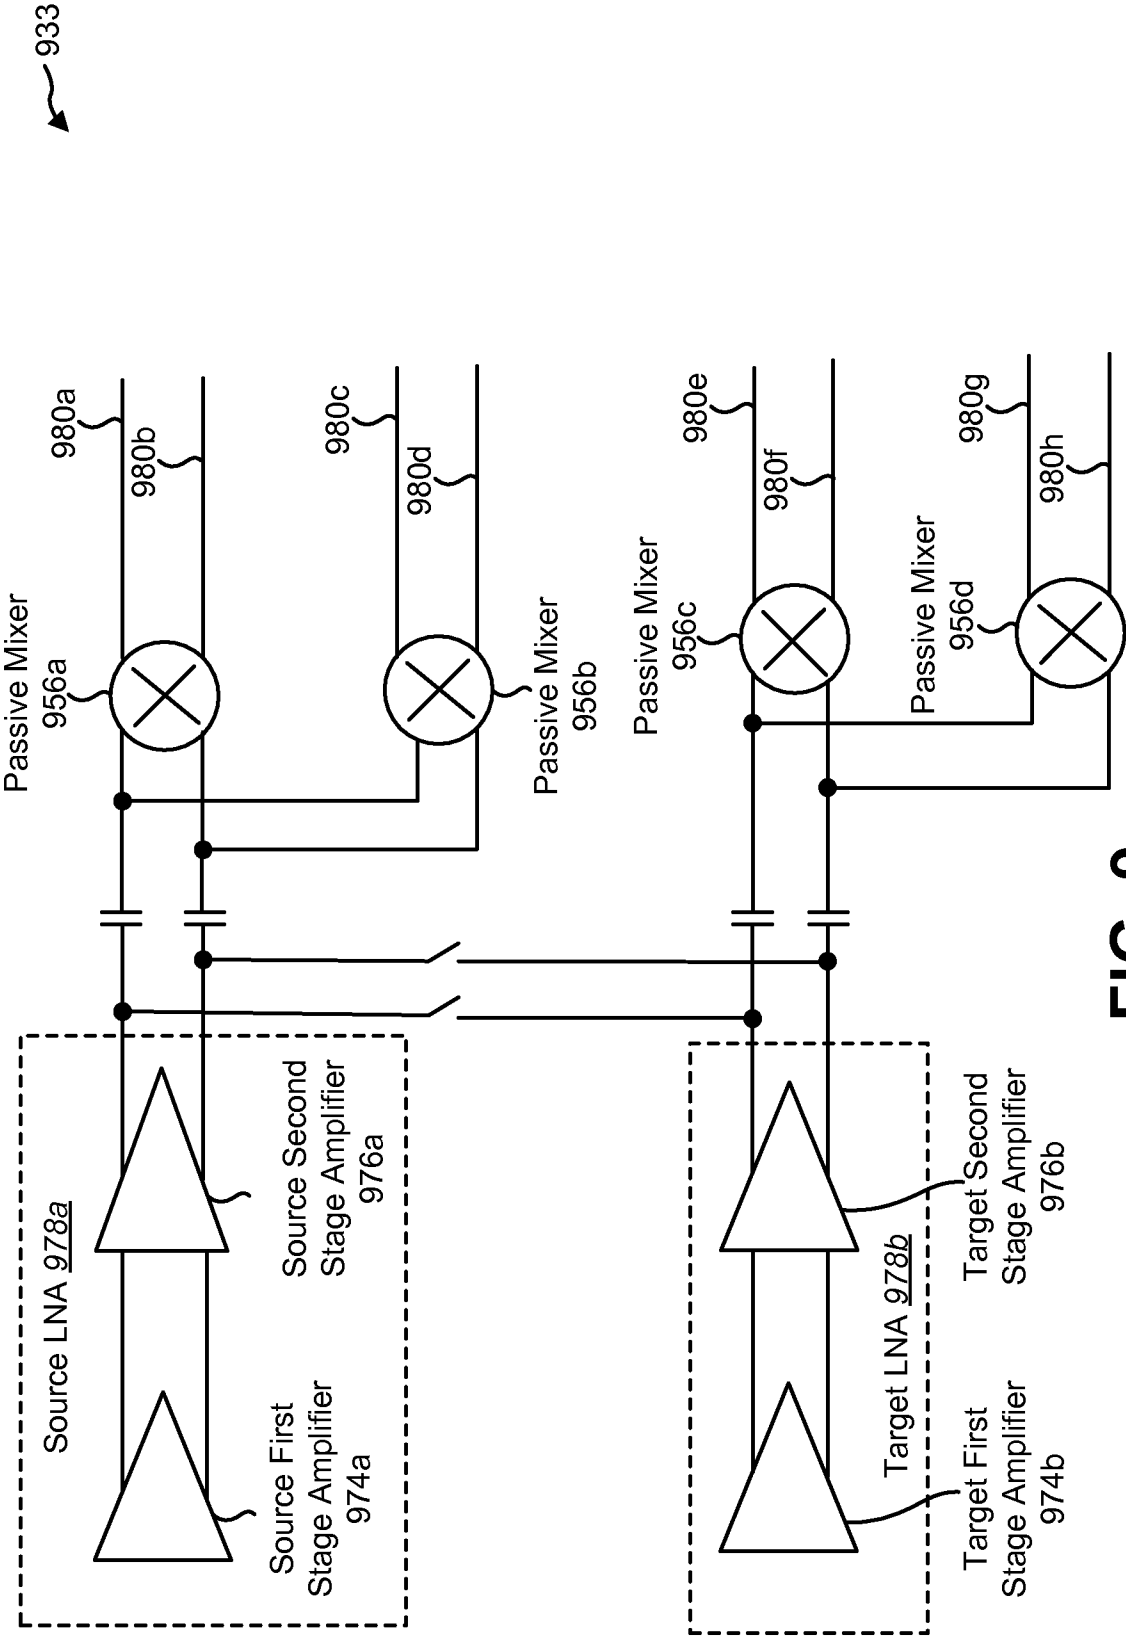 933
Source LNA 978a
Source First
Stage Amplifier
974a
Source Second
Stage Amplifier
976a
Passive Mixer
956a
980a
980b
Passive Mixer
956b
980c
980d
Target LNA 978b
Target First
Stage Amplifier
974b
Target Second
Stage Amplifier
976b
Passive Mixer
956c
980e
980f
Passive Mixer
956d
980g
980h